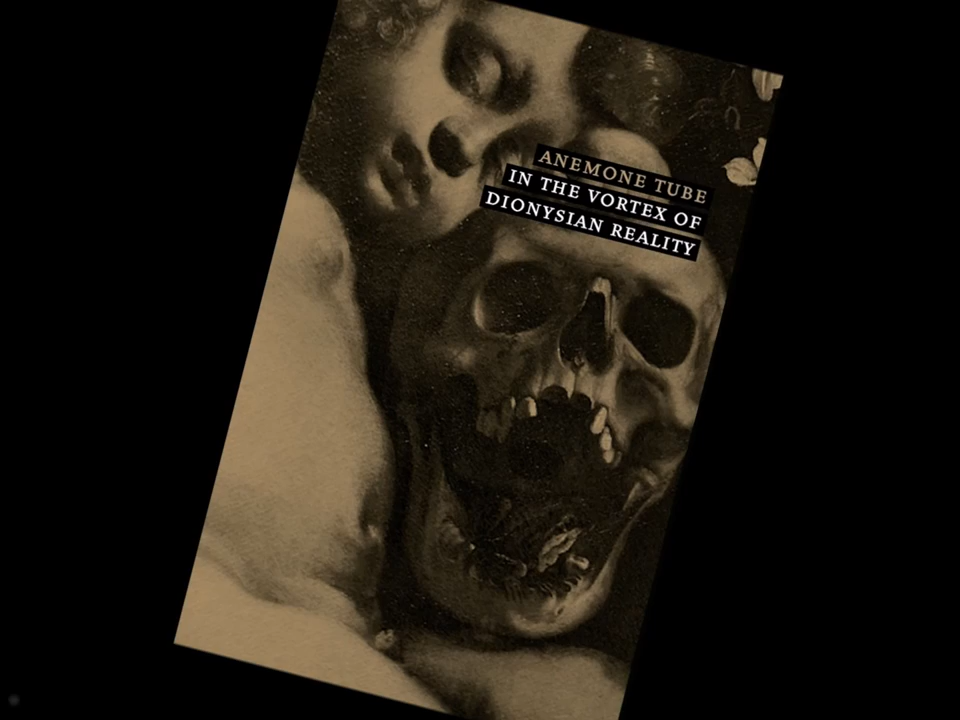 ANEMONE TUBE
IN THE VORTEX OF
DIONYSIAN REALITY